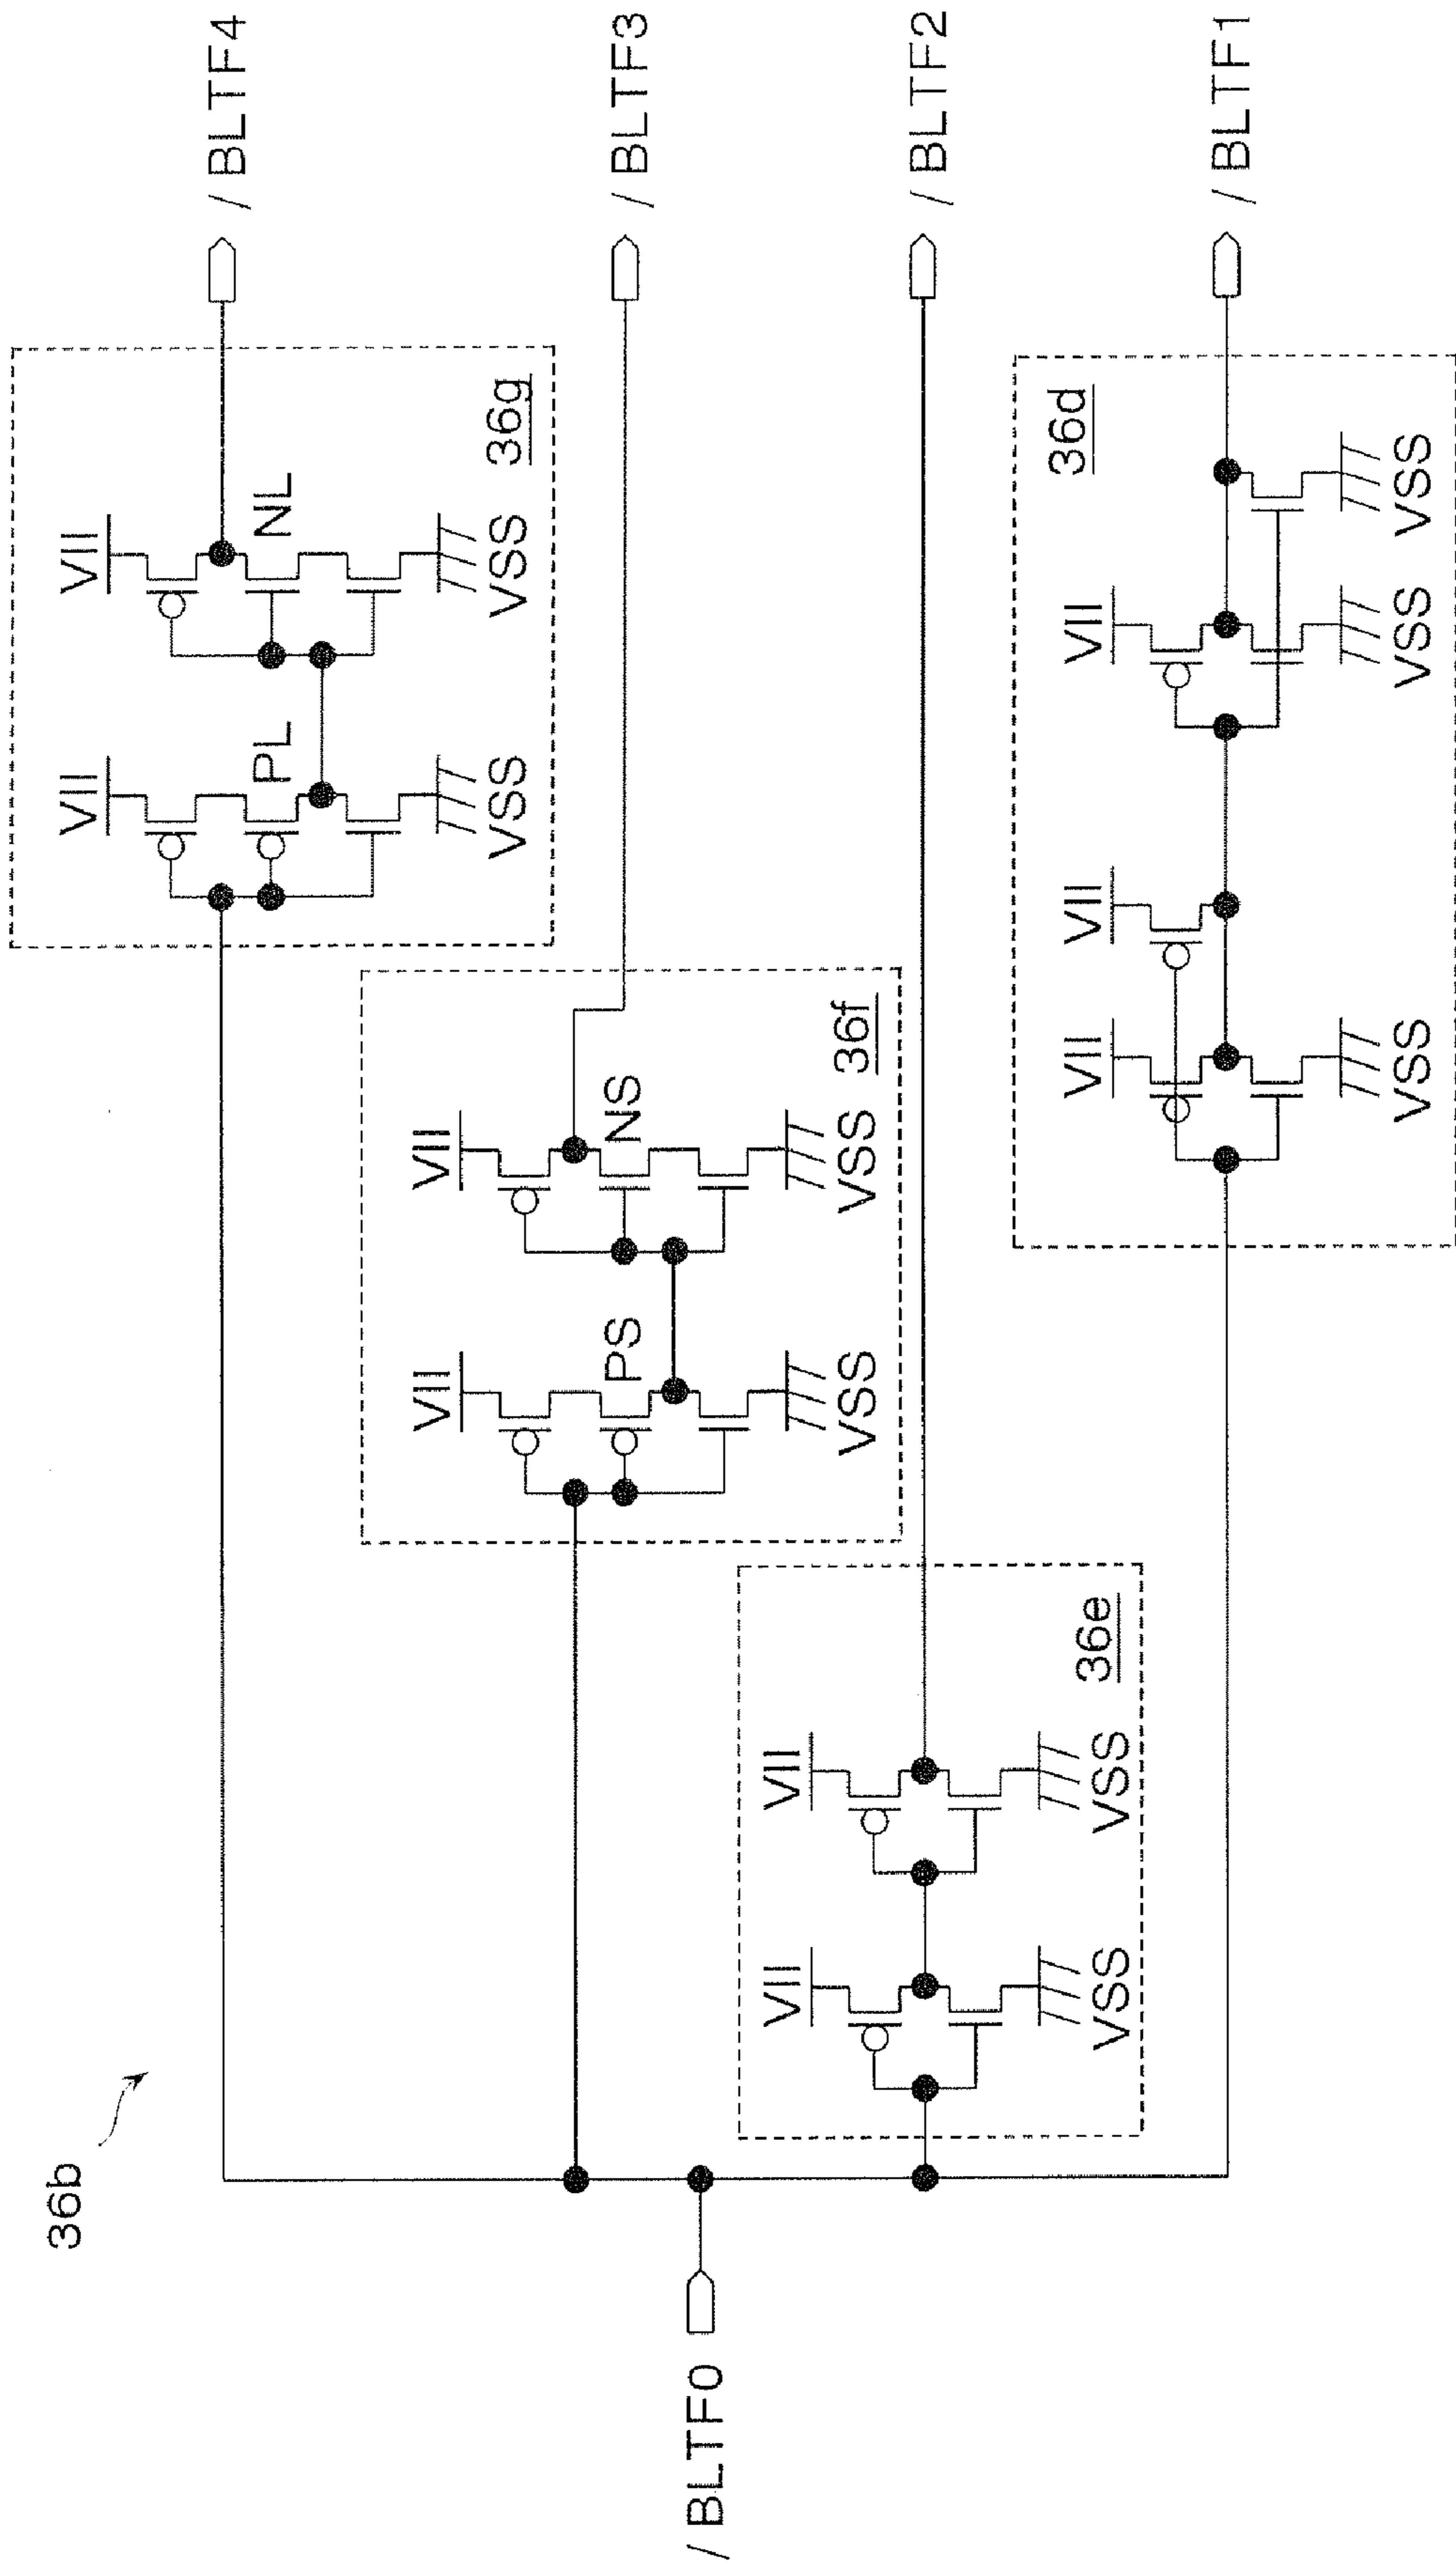 36b
VII
VII
/BLTF4
PL
NL
VSS
VSS
36g
VII
VII
PS
NS
/BLTF3
/BLTF0
VSS
VSS
36f
VII
VII
/BLTF2
VSS
VSS
36e
VII
VII
VII
36d
/BLTF1
VSS
VSS
VSS